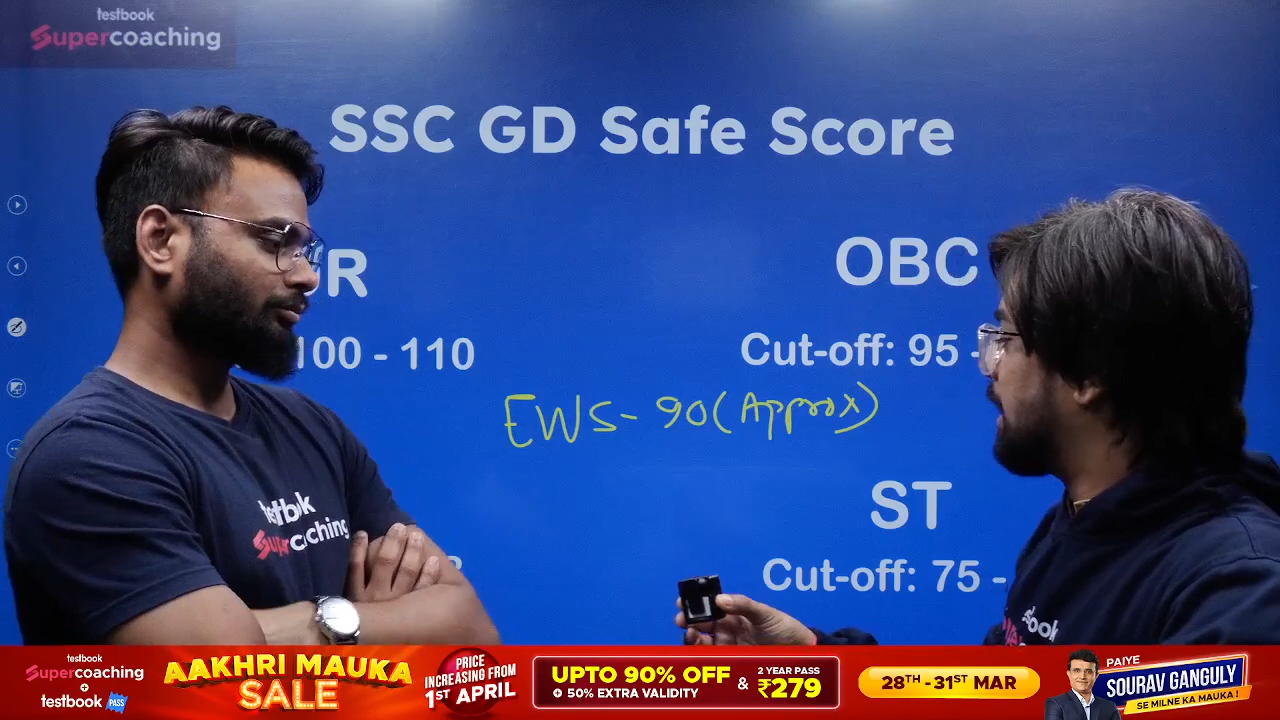 testbook
Supercoaching
SSC GD Safe Score
OBC
100 - 110
Cut-off: 95 -
EWS - 90 (Approx)
ST
Cut-off: 75 -
testbook
Supercoaching
testbook
Supercoaching
+
testbook PASS
AAKHRI MAUKA
SALE
PRICE
INCREASING FROM
1ST APRIL
UPTO 90% OFF
+ 50% EXTRA VALIDITY
&
2 YEAR PASS
₹279
28TH - 31ST MAR
PAIYE
SOURAV GANGULY
SE MILNE KA MAUKA !